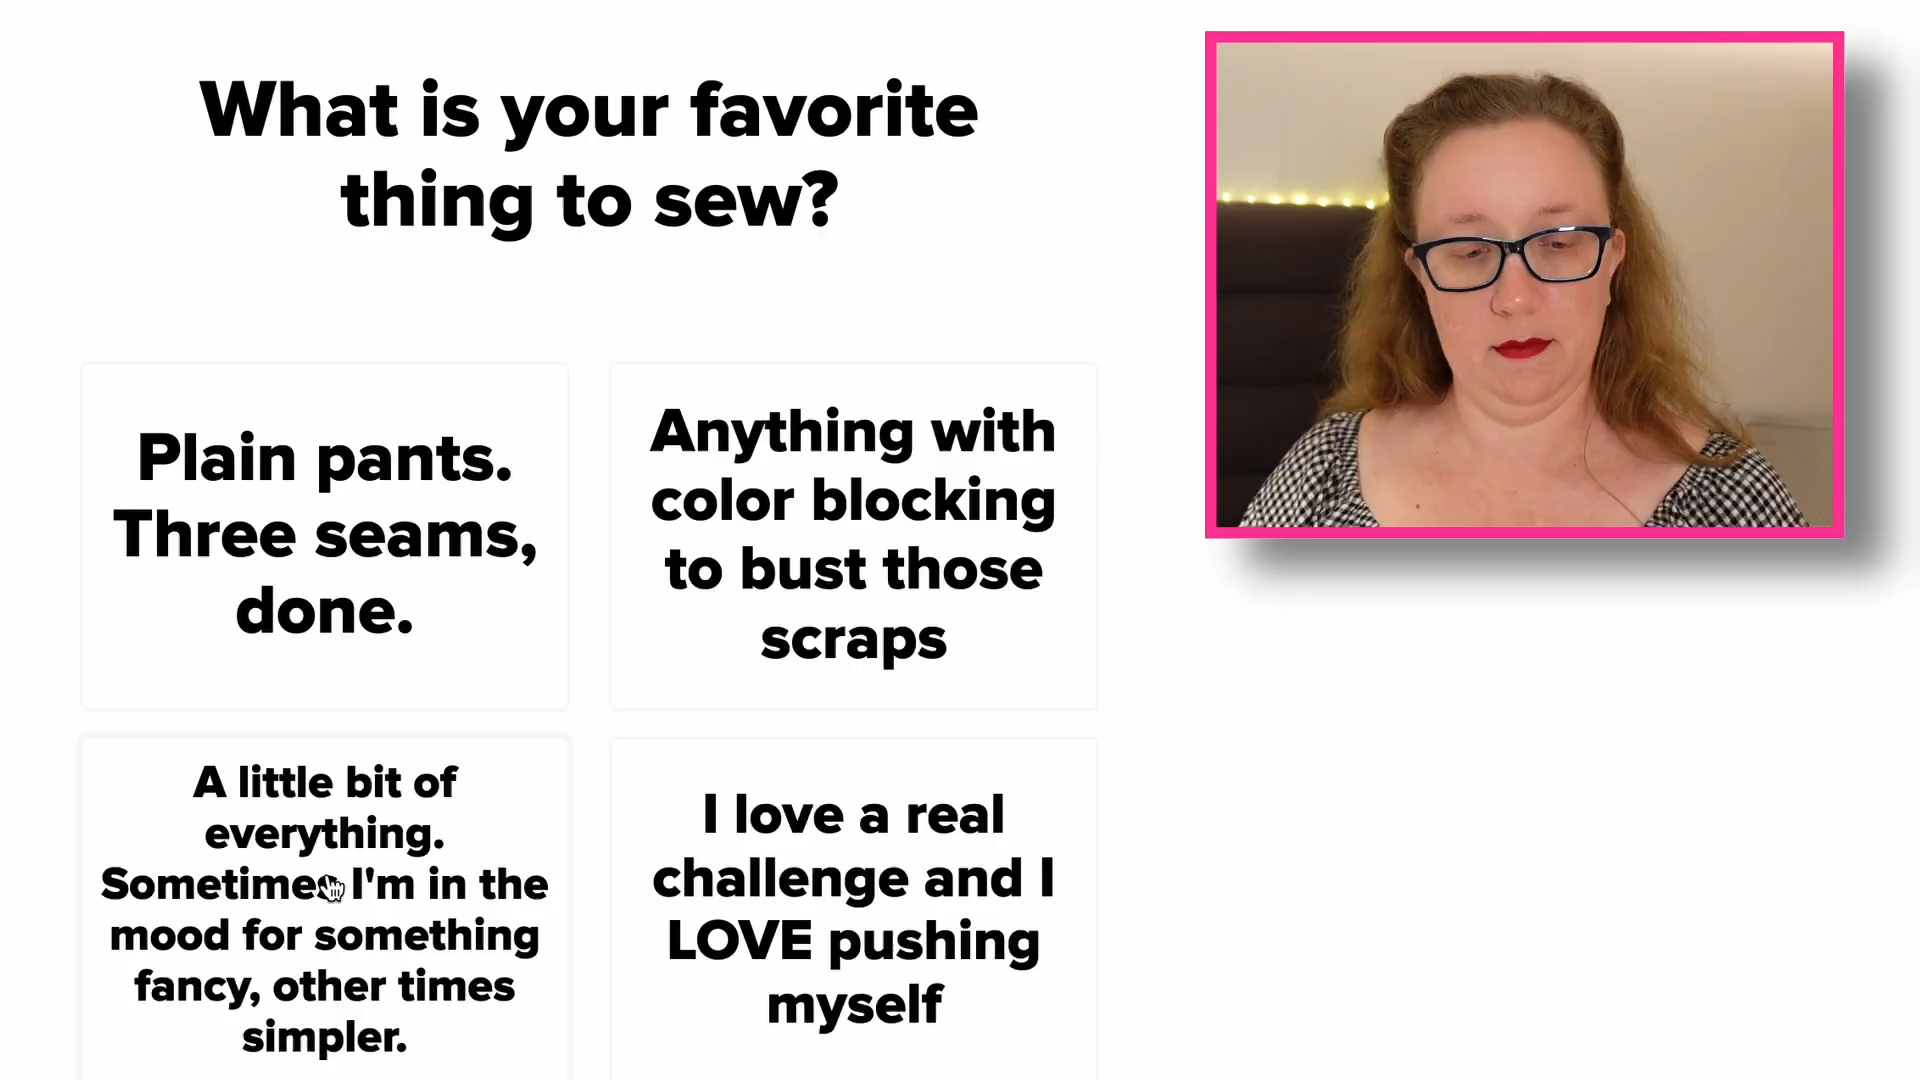 What is your favorite
thing to sew?
Plain pants.
Three seams,
done.
Anything with
color blocking
to bust those
scraps
A little bit of
everything.
Sometimes I'm in the
mood for something
fancy, other times
simpler.
I love a real
challenge and I
LOVE pushing
myself